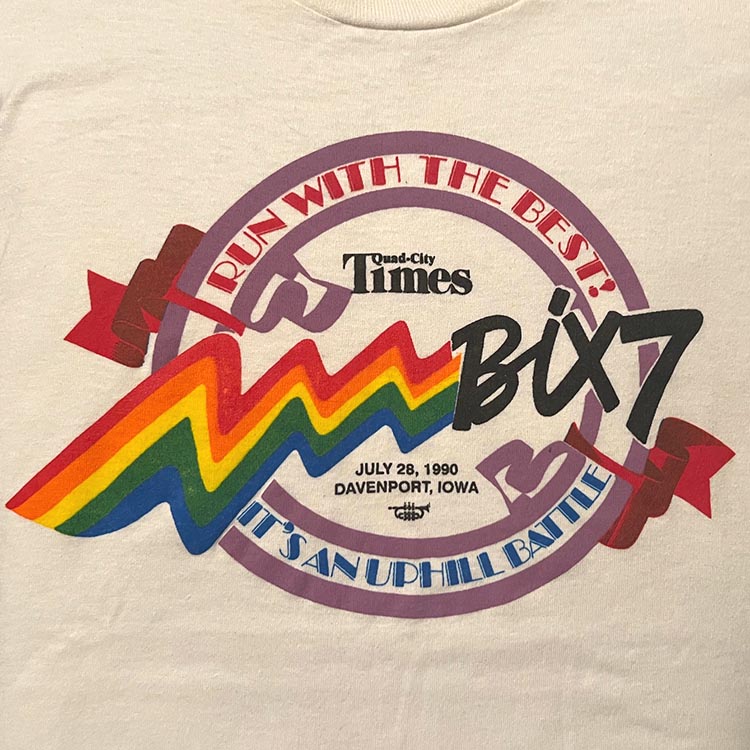 RUN WITH THE BEST!
Quad-City
Times
Bix7
JULY 28, 1990
DAVENPORT, IOWA
IT'S AN UPHILL BATTLE